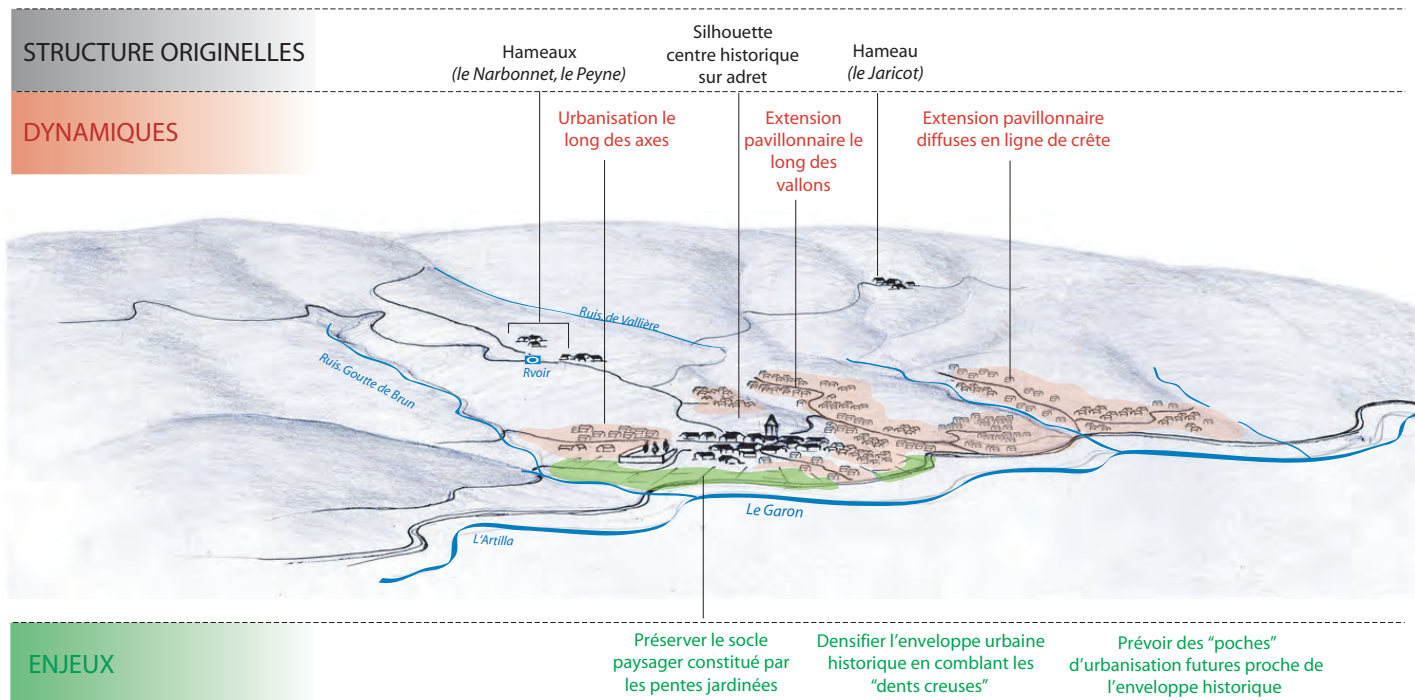 STRUCTURE ORIGINELLES
Hameaux
(le Narbonnet, le Peyne)
Silhouette
centre historique
sur adret
Hameau
(le Jaricot)
DYNAMIQUES
Urbanisation le
long des axes
Extension
pavillonnaire le
long des
vallons
Extension pavillonnaire
diffuses en ligne de crête
Ruis. de Vallière
Rvoir
Ruis. Goutte de Brun
Le Garon
L'Artilla
ENJEUX
Préserver le socle
paysager constitué par
les pentes jardinées
Densifier l’enveloppe urbaine
historique en comblant les
“dents creuses”
Prévoir des “poches”
d’urbanisation futures proche de
l’enveloppe historique